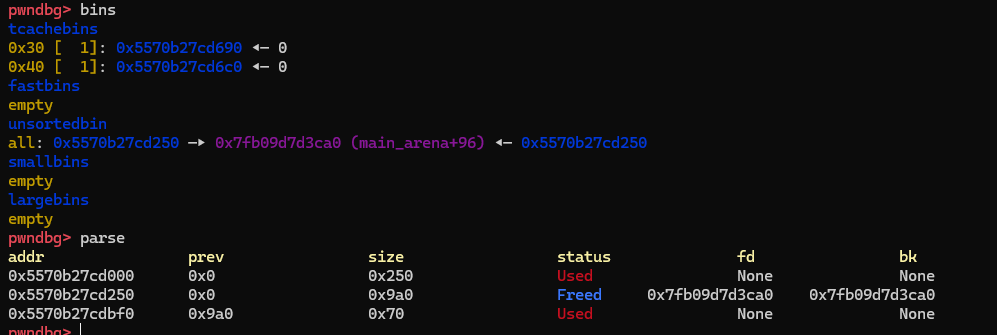 pwndbg> bins
tcachebins
0x30 [  1]: 0x5570b27cd690 ◂— 0
0x40 [  1]: 0x5570b27cd6c0 ◂— 0
fastbins
empty
unsortedbin
all: 0x5570b27cd250 —▸ 0x7fb09d7d3ca0 (main_arena+96) ◂— 0x5570b27cd250
smallbins
empty
largebins
empty
pwndbg> parse
addr                prev                size                 status              fd                bk
0x5570b27cd000      0x0                 0x250                Used                None              None
0x5570b27cd250      0x0                 0x9a0                Freed     0x7fb09d7d3ca0    0x7fb09d7d3ca0
0x5570b27cdbf0      0x9a0               0x70                 Used                None              None
pwndbg>